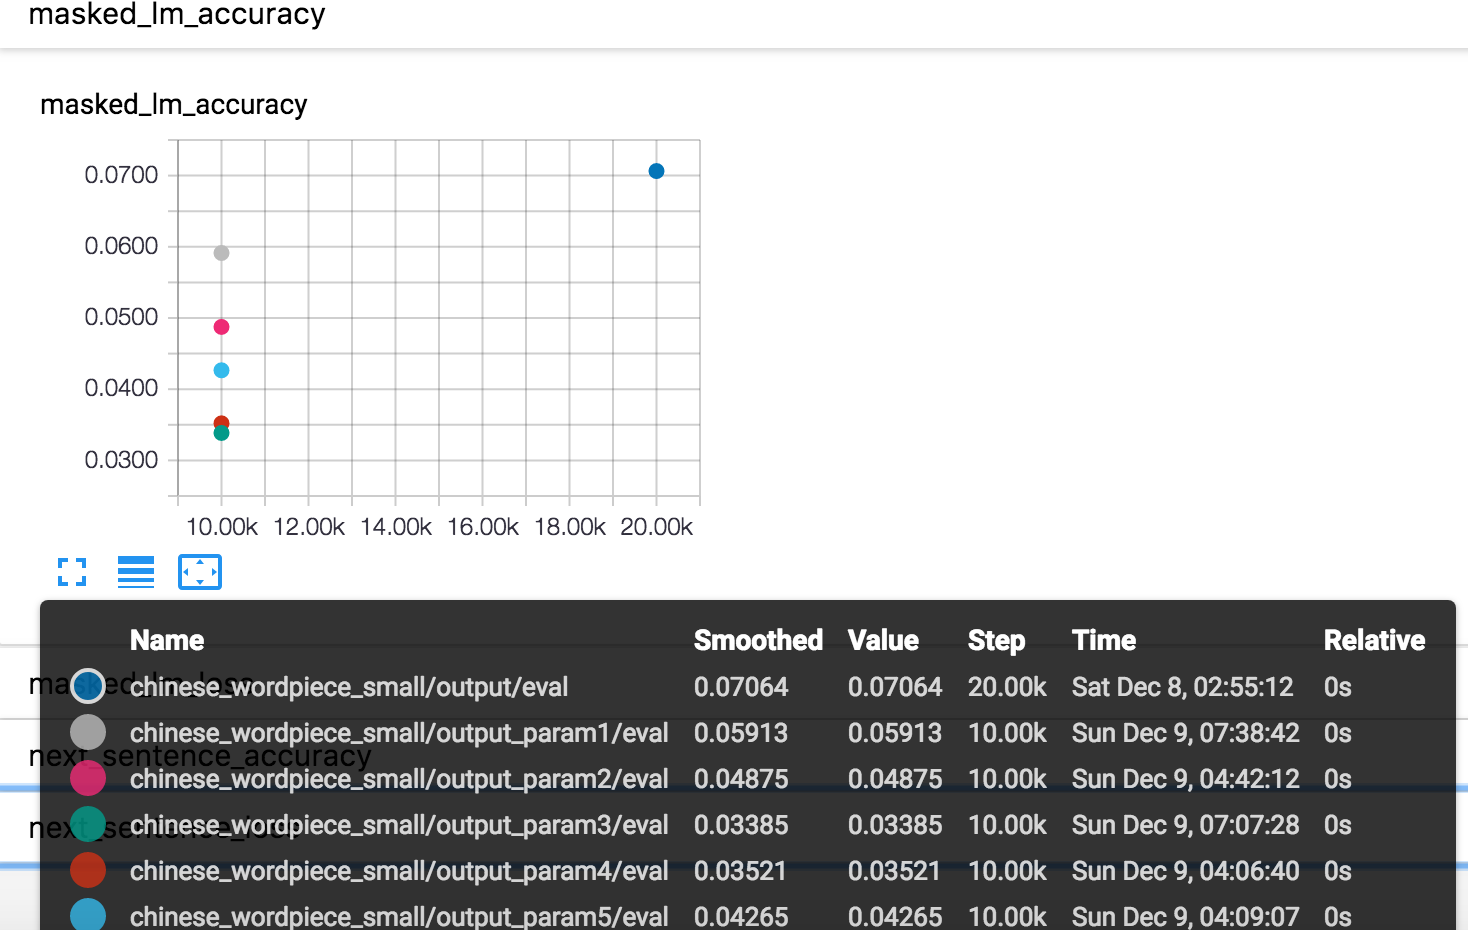 masked_lm_accuracy
masked_lm_accuracy
0.0700
0.0600
0.0500
0.0400
0.0300
10.00k 12.00k 14.00k 16.00k 18.00k 20.00k
Name Smoothed Value Step Time Relative
masked_lm_loss
chinese_wordpiece_small/output/eval 0.07064 0.07064 20.00k Sat Dec 8, 02:55:12 0s
chinese_wordpiece_small/output_param1/eval 0.05913 0.05913 10.00k Sun Dec 9, 07:38:42 0s
next_sentence_accuracy
chinese_wordpiece_small/output_param2/eval 0.04875 0.04875 10.00k Sun Dec 9, 04:42:12 0s
chinese_wordpiece_small/output_param3/eval 0.03385 0.03385 10.00k Sun Dec 9, 07:07:28 0s
next_sentence_loss
chinese_wordpiece_small/output_param4/eval 0.03521 0.03521 10.00k Sun Dec 9, 04:06:40 0s
chinese_wordpiece_small/output_param5/eval 0.04265 0.04265 10.00k Sun Dec 9, 04:09:07 0s